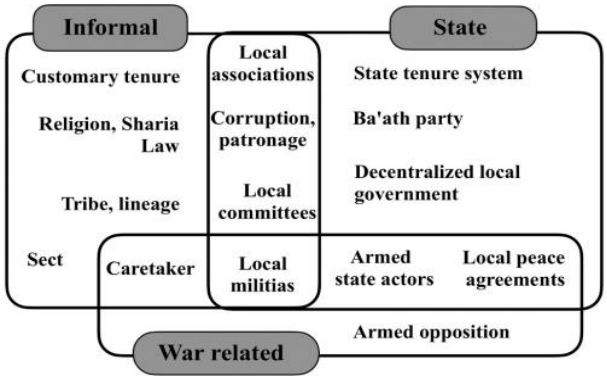 Informal
State
Customary tenure
Religion, Sharia
Law
Tribe, lineage
Sect
Caretaker
Local
associations
Corruption,
patronage
Local
committees
Local
militias
State tenure system
Ba'ath party
Decentralized local
government
Armed
state actors
Local peace
agreements
Armed opposition
War related